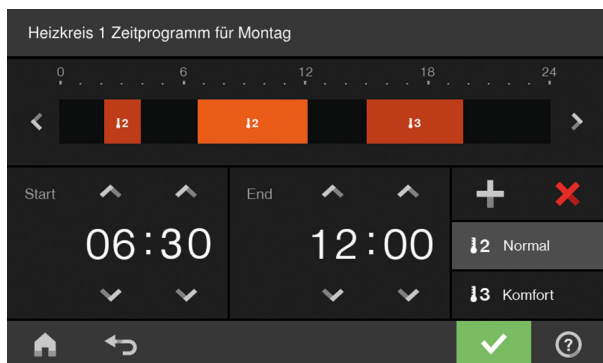 Heizkreis 1 Zeitprogramm für Montag
0 6 12 18 24
2 2 3
Start 06:30 End 12:00
2 Normal
3 Komfort
?